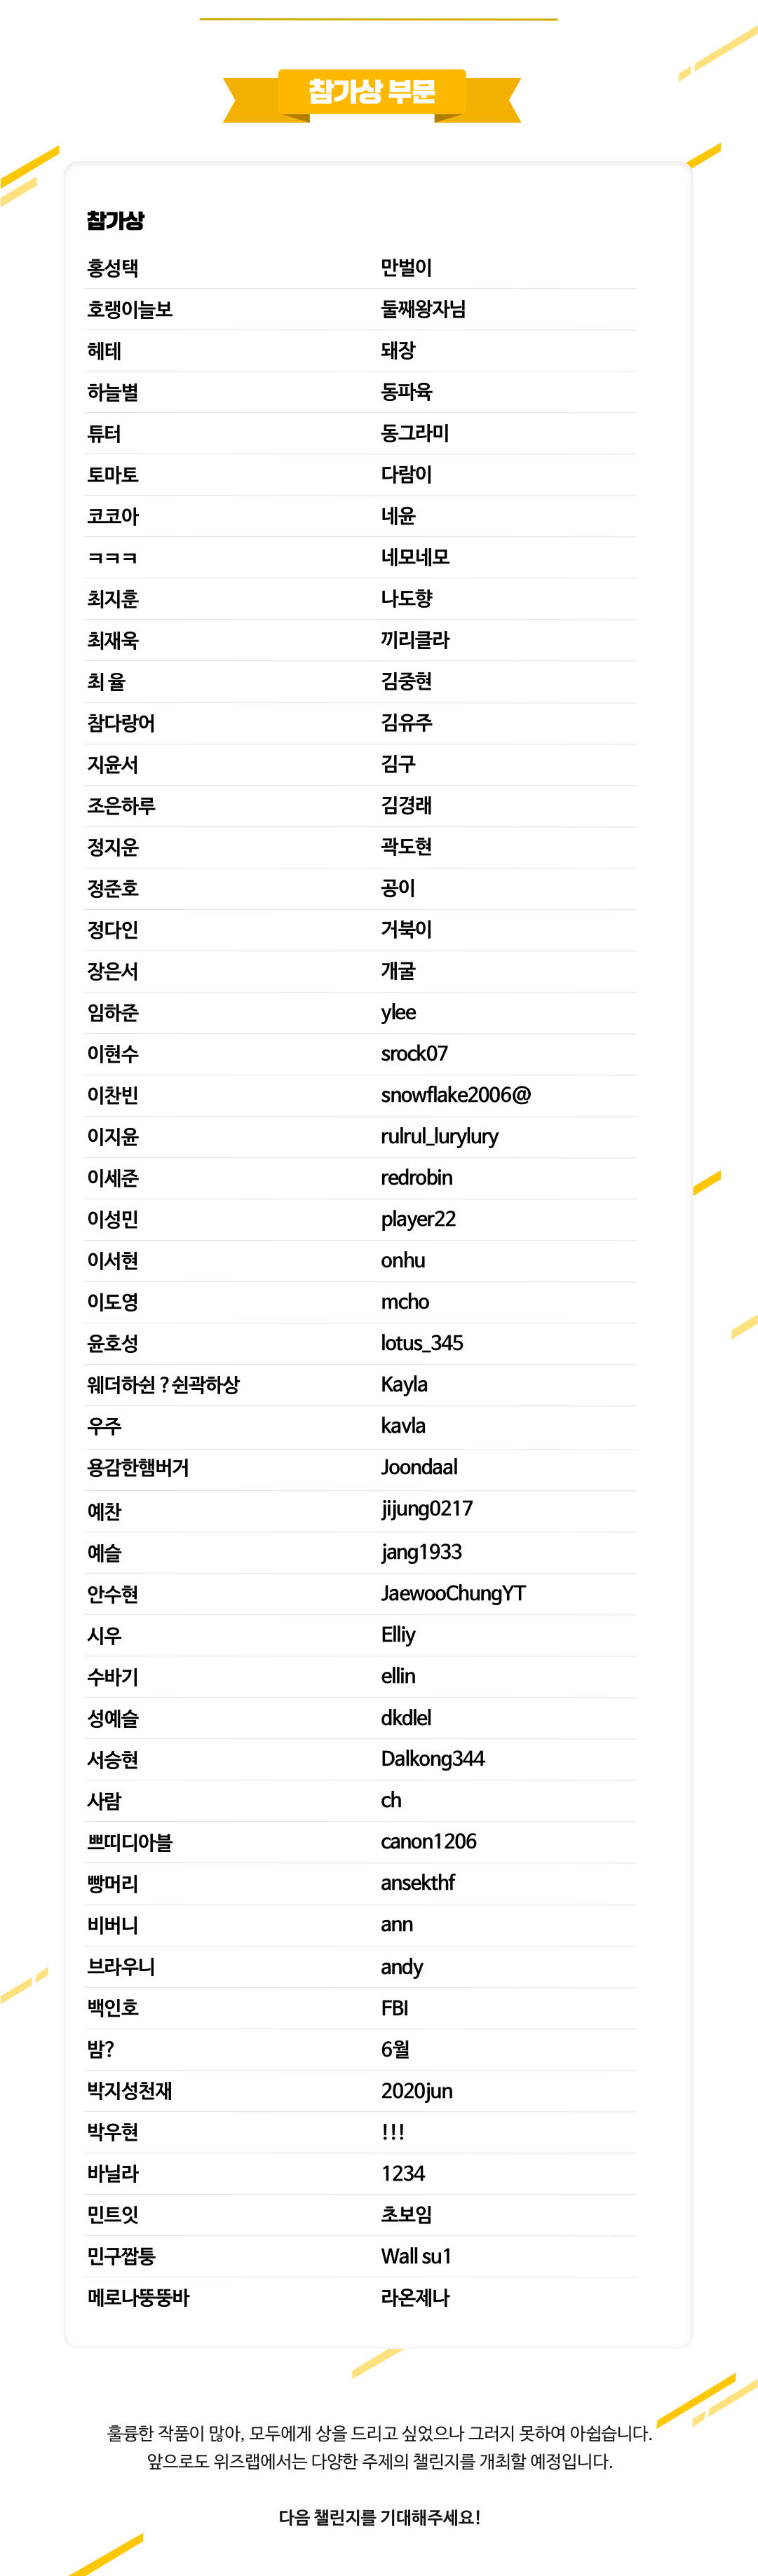 참가상 부문
참가상
홍성택 만벌이
호랭이늘보 둘째왕자님
헤테 돼장
하늘별 동파육
튜터 동그라미
토마토 다람이
코코아 네윤
ㅋㅋㅋ 네모네모
최지훈 나도향
최재욱 끼리클라
최 율 김중현
참다랑어 김유주
지윤서 김구
조은하루 김경래
정지운 곽도현
정준호 공이
정다인 거북이
장은서 개굴
임하준 ylee
이현수 srock07
이찬빈 snowflake2006@
이지윤 rulrul_lurylury
이세준 redrobin
이성민 player22
이서현 onhu
이도영 mcho
윤호성 lotus_345
웨더하쉰 ? 쉰곽하상 Kayla
우주 kavla
용감한햄버거 Joondaal
예찬 jijung0217
예슬 jang1933
안수현 JaewooChungYT
시우 Elliy
수바기 ellin
성예슬 dkdlel
서승현 Dalkong344
사람 ch
쁘띠디아블 canon1206
빵머리 ansekthf
비버니 ann
브라우니 andy
백인호 FBI
밤? 6월
박지성천재 2020jun
박우현 !!!
바닐라 1234
민트잇 초보임
민구짭퉁 Wall su1
메로나뚱뚱바 라온제나
훌륭한 작품이 많아, 모두에게 상을 드리고 싶었으나 그러지 못하여 아쉽습니다.
앞으로도 위즈랩에서는 다양한 주제의 챌린지를 개최할 예정입니다.
다음 챌린지를 기대해주세요!